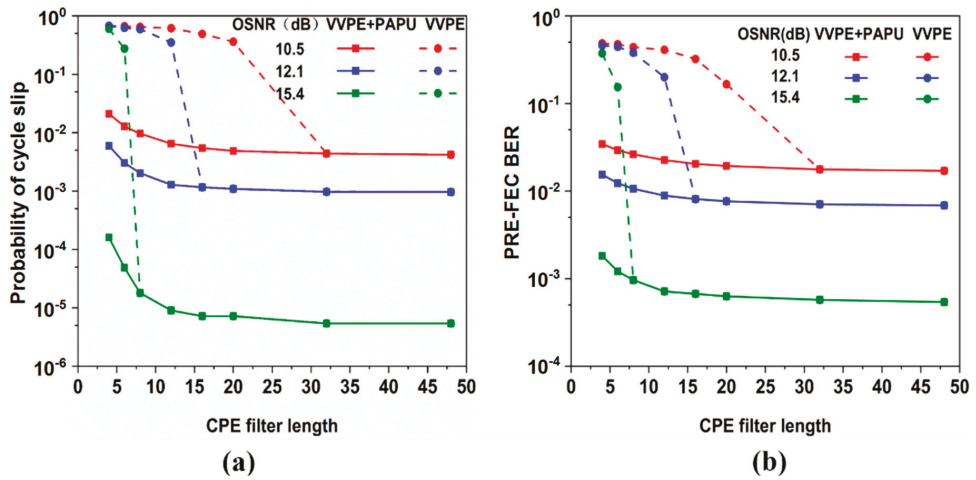 OSNR（dB) VVPE+PAPU VVPE
10.5
12.1
15.4
Probability of cycle slip
10^0
10^-1
10^-2
10^-3
10^-4
10^-5
10^-6
0 5 10 15 20 25 30 35 40 45 50
CPE filter length
(a)
OSNR(dB) VVPE+PAPU VVPE
10.5
12.1
15.4
PRE-FEC BER
10^0
10^-1
10^-2
10^-3
10^-4
0 5 10 15 20 25 30 35 40 45 50
CPE filter length
(b)